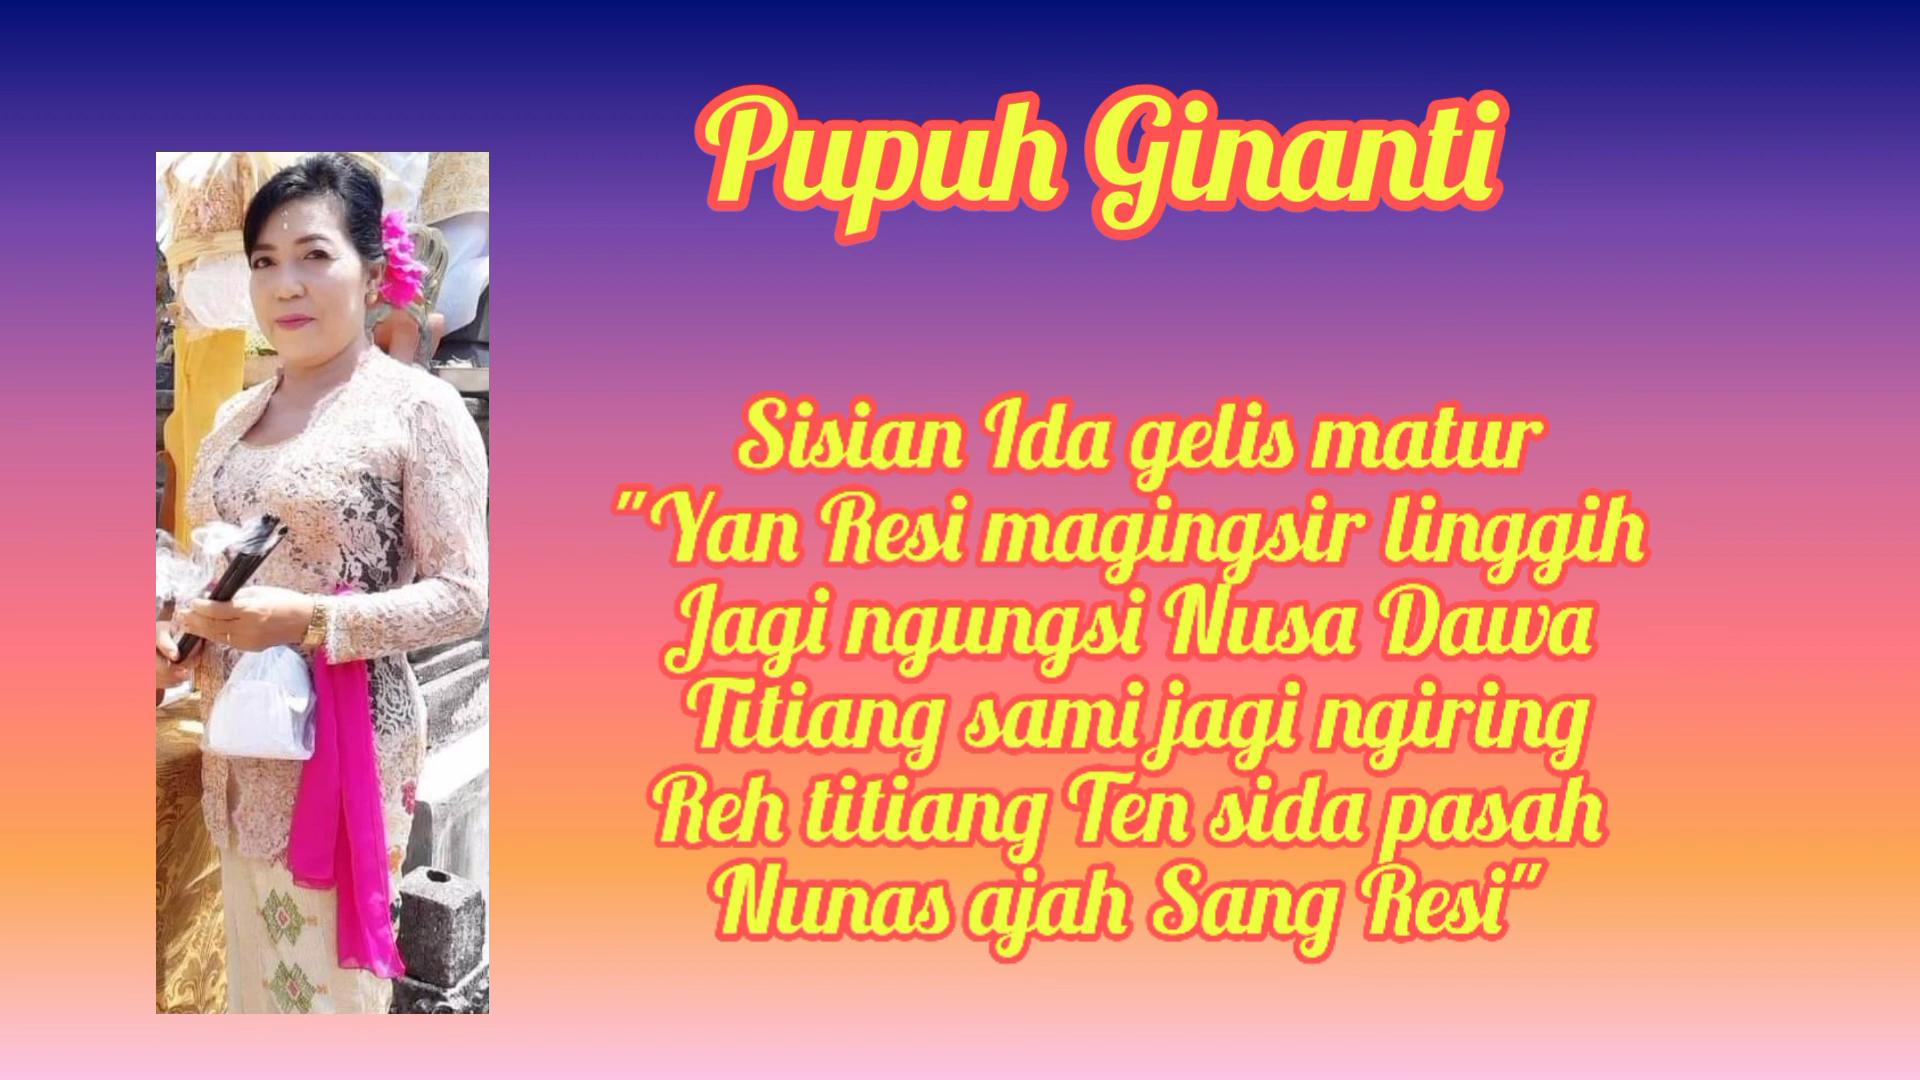 Pupuh Ginanti
Sisian Ida gelis matur
"Yan Resi magingsir linggih
Jagi ngungsi Nusa Dawa
Titiang sami jagi ngiring
Reh titiang Ten sida pasah
Nunas ajah Sang Resi"